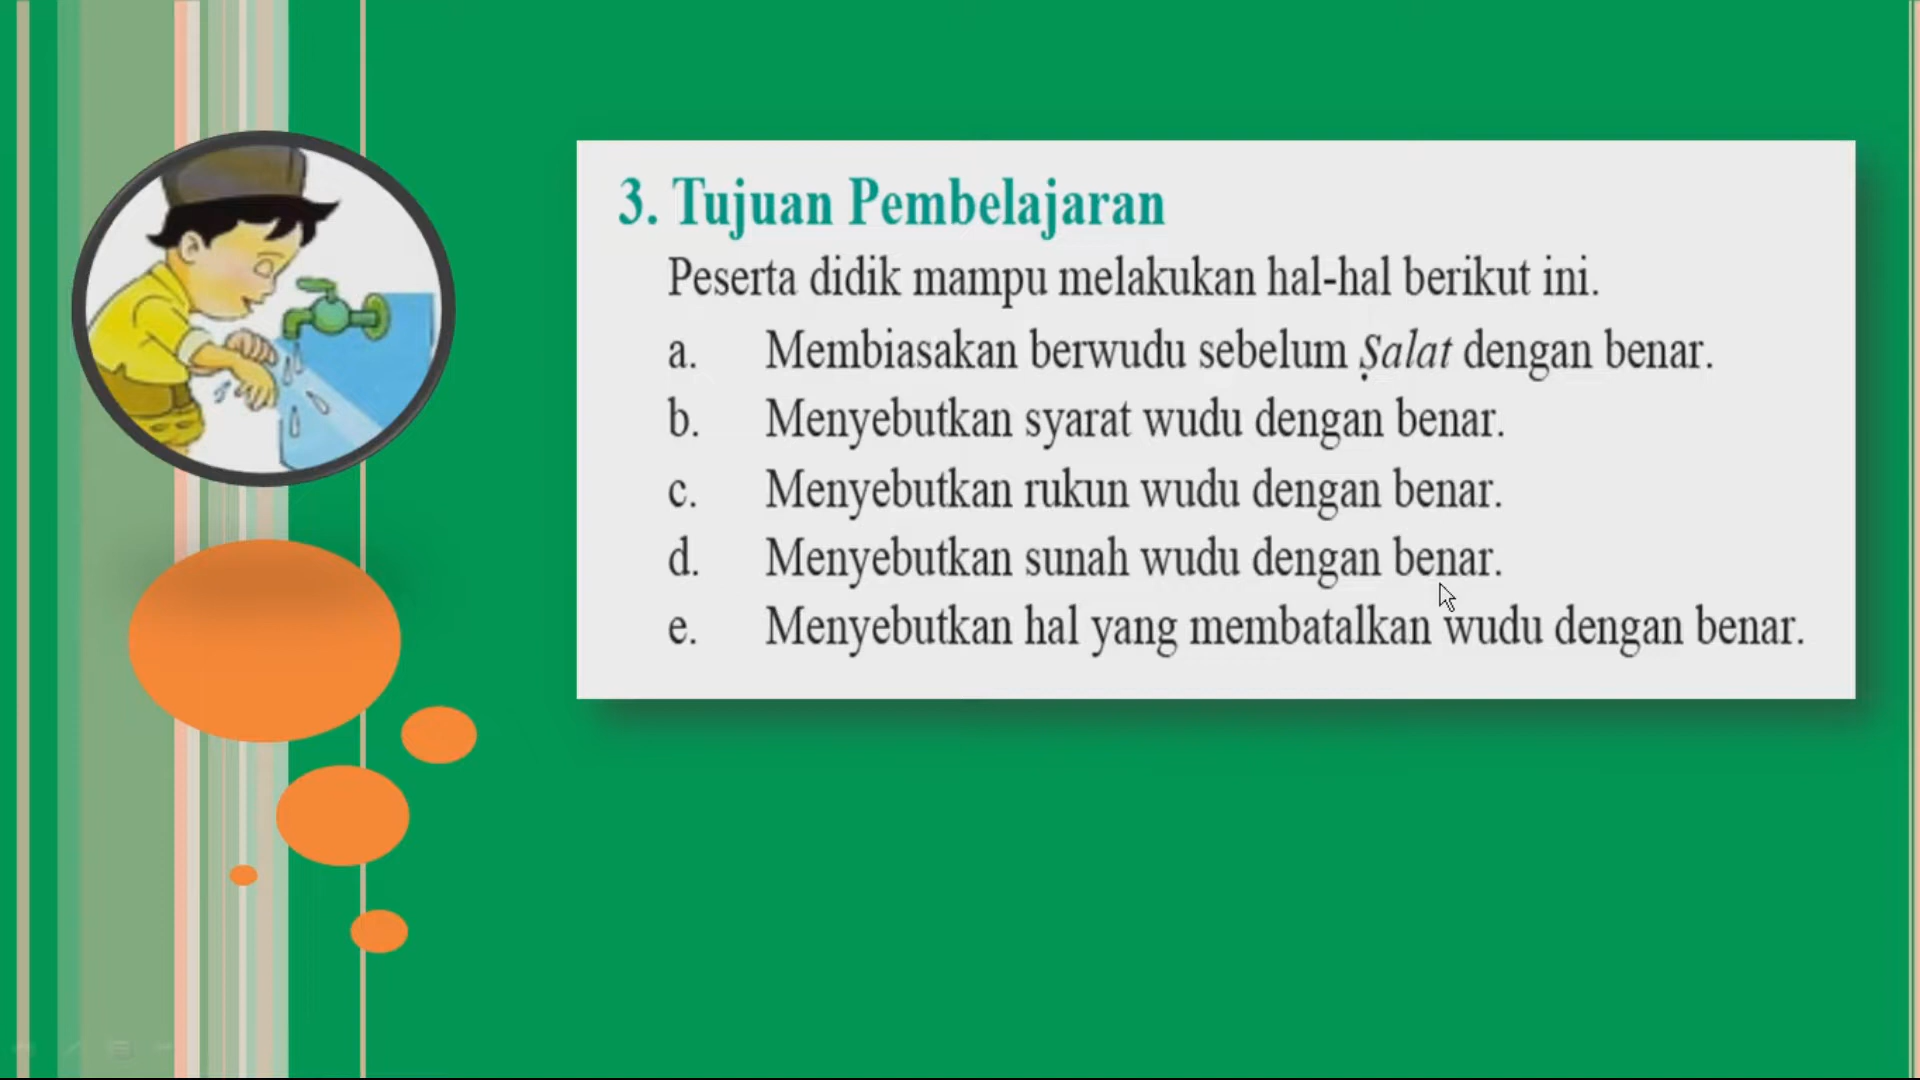 3. Tujuan Pembelajaran
Peserta didik mampu melakukan hal-hal berikut ini.
a. Membiasakan berwudu sebelum Ṣalat dengan benar.
b. Menyebutkan syarat wudu dengan benar.
c. Menyebutkan rukun wudu dengan benar.
d. Menyebutkan sunah wudu dengan benar.
e. Menyebutkan hal yang membatalkan wudu dengan benar.